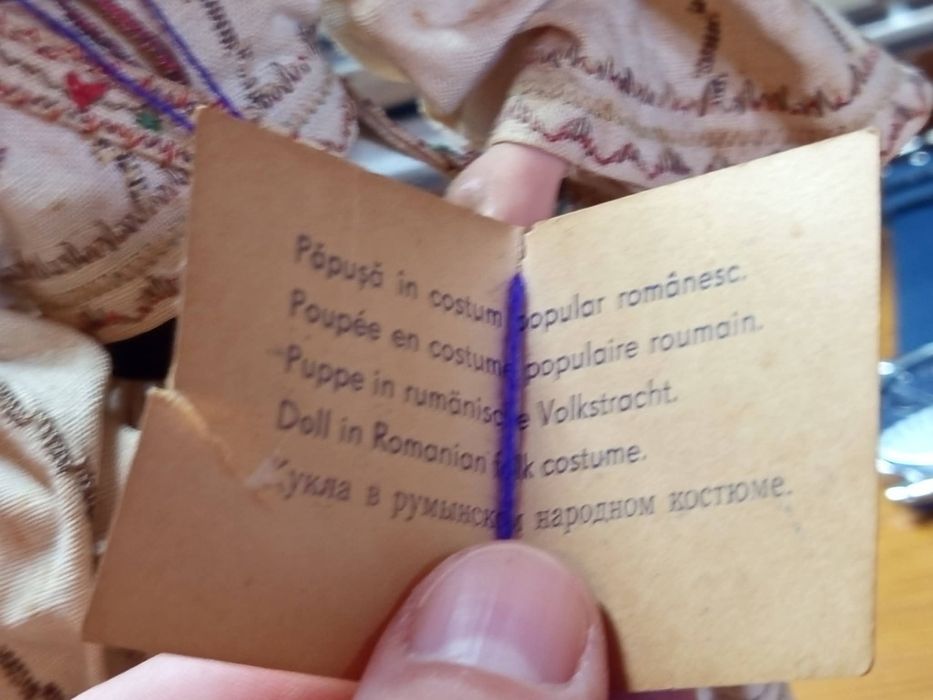 Păpușă in costum popular românesc.
Poupée en costume populaire roumain.
Puppe in rumänische Volkstracht.
Doll in Romanian folk costume.
Кукла в румынском народном костюме.